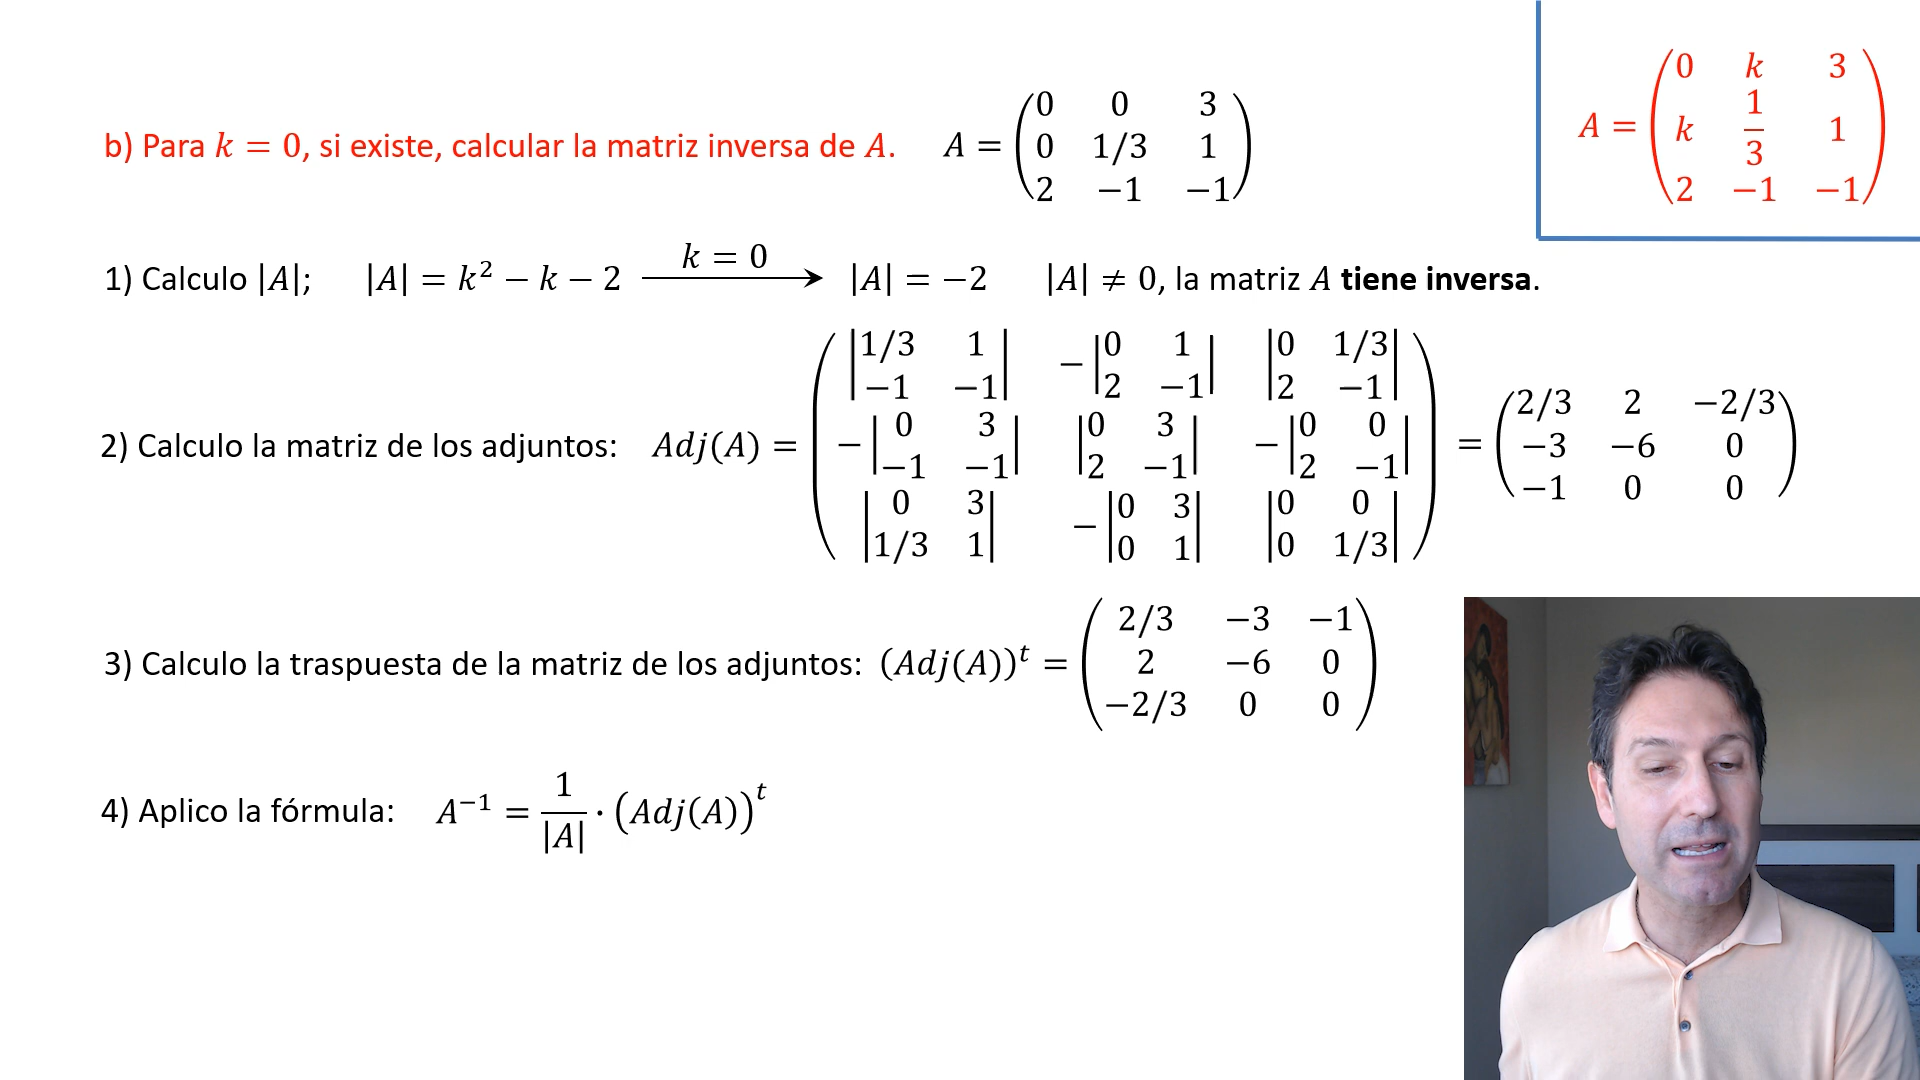 b) Para k = 0, si existe, calcular la matriz inversa de A. A = (0 0 3
0 1/3 1
2 −1 −1)
A = (0 k 3
k 1/3 1
2 −1 −1)
1) Calculo |A|; |A| = k² − k − 2 k = 0 → |A| = −2 |A| ≠ 0, la matriz A tiene inversa.
2) Calculo la matriz de los adjuntos: Adj(A) =
(|1/3 1; −1 −1| −|0 1; 2 −1| |0 1/3; 2 −1|
−|0 3; −1 −1| |0 3; 2 −1| −|0 0; 2 −1|
|0 3; 1/3 1| −|0 3; 0 1| |0 0; 0 1/3|)
= (2/3 2 −2/3
−3 −6 0
−1 0 0)
3) Calculo la traspuesta de la matriz de los adjuntos: (Adj(A))ᵗ = (2/3 −3 −1
2 −6 0
−2/3 0 0)
4) Aplico la fórmula: A⁻¹ = 1/|A| · (Adj(A))ᵗ